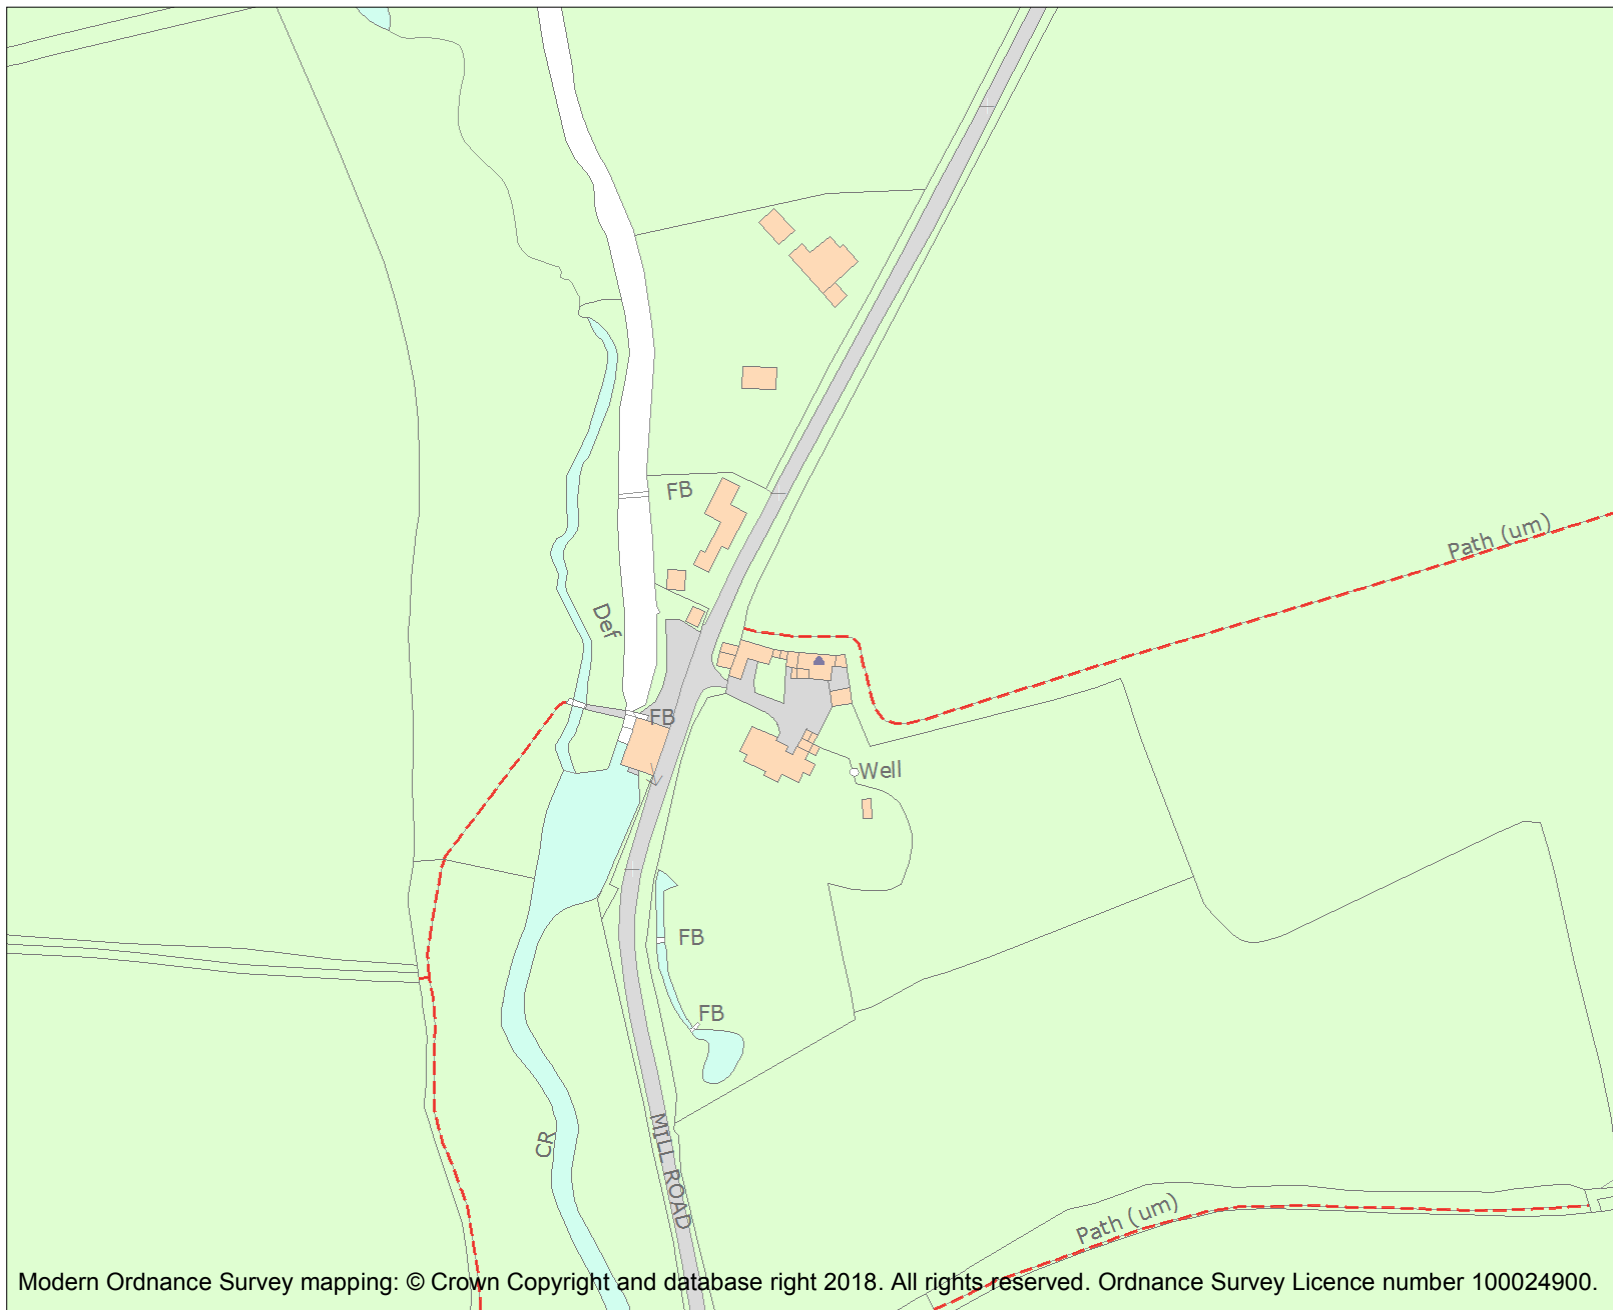 FB
Path (um)
Def
FB
Well
FB
FB
CR
MILL ROAD
Path (um)
Modern Ordnance Survey mapping: © Crown Copyright and database right 2018. All rights reserved. Ordnance Survey Licence number 100024900.